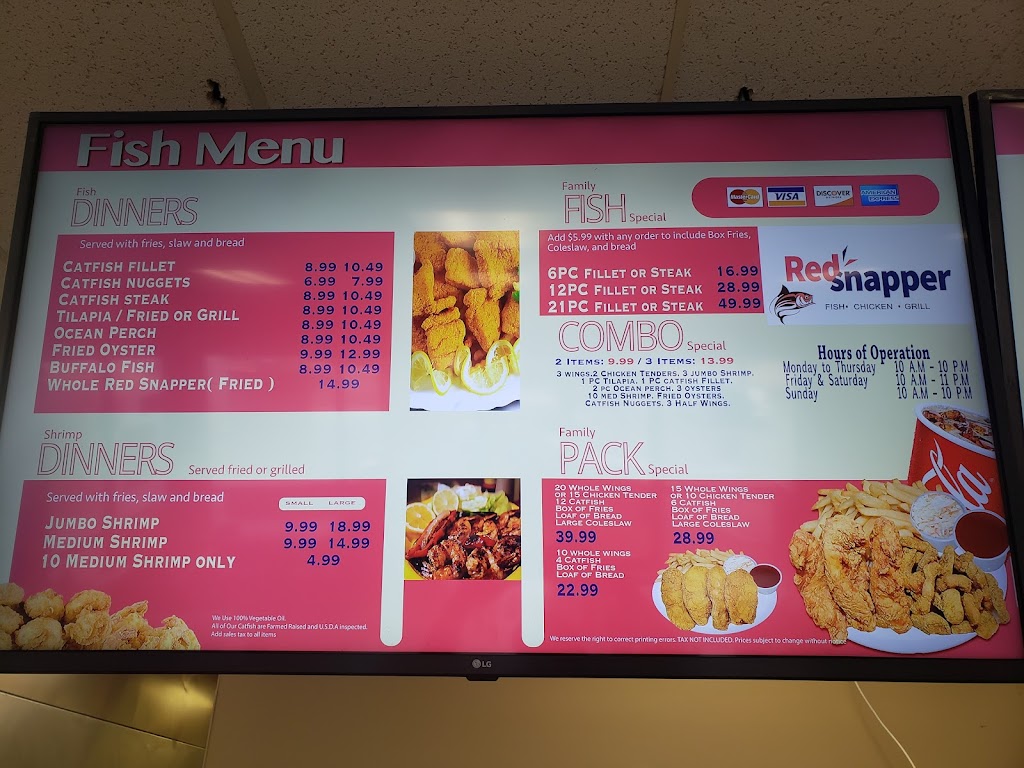 Fish Menu
Fish
DINNERS
Served with fries, slaw and bread
CATFISH FILLET 8.99 10.49
CATFISH NUGGETS 6.99 7.99
CATFISH STEAK 8.99 10.49
TILAPIA / FRIED OR GRILL 8.99 10.49
OCEAN PERCH 8.99 10.49
FRIED OYSTER 9.99 12.99
BUFFALO FISH 8.99 10.49
WHOLE RED SNAPPER( FRIED ) 14.99
Shrimp
DINNERS Served fried or grilled
Served with fries, slaw and bread
SMALL LARGE
JUMBO SHRIMP 9.99 18.99
MEDIUM SHRIMP 9.99 14.99
10 MEDIUM SHRIMP ONLY 4.99
We Use 100% Vegetable Oil.
All of Our Catfish are Farmed Raised and U.S.D.A inspected.
Add sales tax to all items
Family
FISH Special
MasterCard VISA DISCOVER AMERICAN EXPRESS
Add $5.99 with any order to include Box Fries,
Coleslaw, and bread
6PC FILLET OR STEAK 16.99
12PC FILLET OR STEAK 28.99
21PC FILLET OR STEAK 49.99
Red snapper
FISH• CHICKEN • GRILL
COMBO Special
2 ITEMS: 9.99 / 3 ITEMS: 13.99
3 WINGS.2 CHICKEN TENDERS. 3 JUMBO SHRIMP.
1 PC TILAPIA. 1 PC CATFISH FILLET.
2 PC OCEAN PERCH. 3 OYSTERS
10 MED SHRIMP. FRIED OYSTERS.
CATFISH NUGGETS. 3 HALF WINGS.
Hours of Operation
Monday to Thursday 10 A.M - 10 P.M
Friday & Saturday 10 A.M - 11 P.M
Sunday 10 A.M - 10 P.M
Family
PACK Special
20 WHOLE WINGS
OR 15 CHICKEN TENDER
12 CATFISH
BOX OF FRIES
LOAF OF BREAD
LARGE COLESLAW
39.99
15 WHOLE WINGS
OR 10 CHICKEN TENDER
6 CATFISH
BOX OF FRIES
LOAF OF BREAD
LARGE COLESLAW
28.99
10 WHOLE WINGS
4 CATFISH
BOX OF FRIES
LOAF OF BREAD
22.99
We reserve the right to correct printing errors. TAX NOT INCLUDED. Prices subject to change without notice
LG